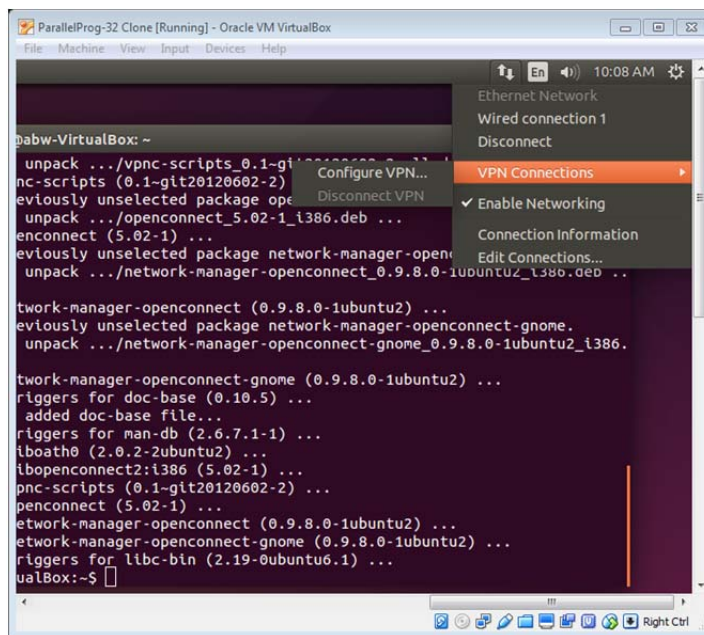 ParallelProg-32 Clone [Running] - Oracle VM VirtualBox
File Machine View Input Devices Help
En 10:08 AM
Ethernet Network
Wired connection 1
Disconnect
VPN Connections
Configure VPN...
Disconnect VPN
Enable Networking
Connection Information
Edit Connections...
@abw-VirtualBox: ~
unpack .../vpnc-scripts_0.1~git20120602-2_all.d
nc-scripts (0.1~git20120602-2)
eviously unselected package ope
unpack .../openconnect_5.02-1_i386.deb ...
enconnect (5.02-1) ...
eviously unselected package network-manager-openc
unpack .../network-manager-openconnect_0.9.8.0-1ubuntu2_i386.deb ..
twork-manager-openconnect (0.9.8.0-1ubuntu2) ...
eviously unselected package network-manager-openconnect-gnome.
unpack .../network-manager-openconnect-gnome_0.9.8.0-1ubuntu2_i386.
twork-manager-openconnect-gnome (0.9.8.0-1ubuntu2) ...
riggers for doc-base (0.10.5) ...
added doc-base file...
riggers for man-db (2.6.7.1-1) ...
iboath0 (2.0.2-2ubuntu2) ...
ibopenconnect2:i386 (5.02-1) ...
pnc-scripts (0.1~git20120602-2) ...
penconnect (5.02-1) ...
etwork-manager-openconnect (0.9.8.0-1ubuntu2) ...
etwork-manager-openconnect-gnome (0.9.8.0-1ubuntu2) ...
riggers for libc-bin (2.19-0ubuntu6.1) ...
ualBox:~$
Right Ctrl